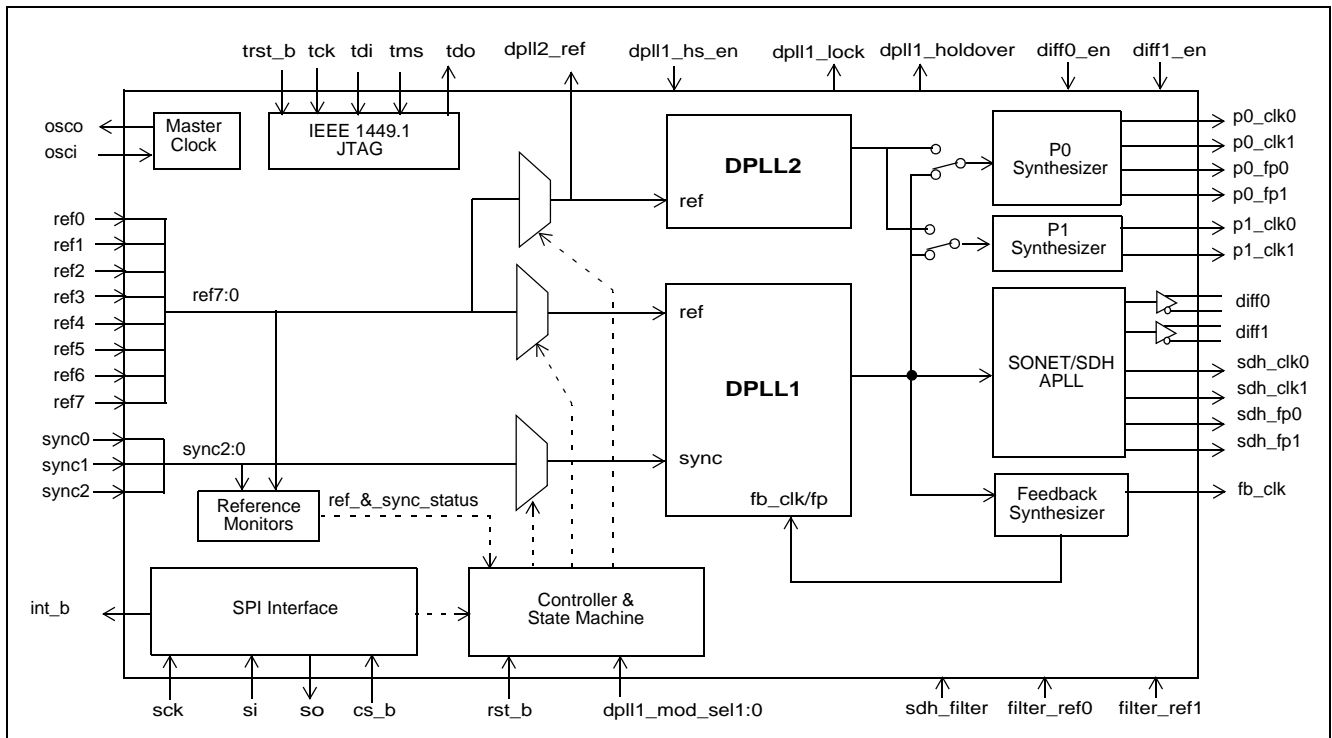 trst_b tck tdi tms tdo dpll2_ref dpll1_hs_en dpll1_lock dpll1_holdover diff0_en diff1_en
osco
osci
Master
Clock
IEEE 1449.1
JTAG
ref0
ref1
ref2
ref3
ref4
ref5
ref6
ref7
ref7:0
sync0
sync1
sync2
sync2:0
Reference
Monitors
ref_&_sync_status
DPLL2
ref
ref
DPLL1
sync
fb_clk/fp
P0
Synthesizer
P1
Synthesizer
SONET/SDH
APLL
Feedback
Synthesizer
p0_clk0
p0_clk1
p0_fp0
p0_fp1
p1_clk0
p1_clk1
diff0
diff1
sdh_clk0
sdh_clk1
sdh_fp0
sdh_fp1
fb_clk
int_b
SPI Interface
Controller &
State Machine
sck si so cs_b rst_b dpll1_mod_sel1:0 sdh_filter filter_ref0 filter_ref1